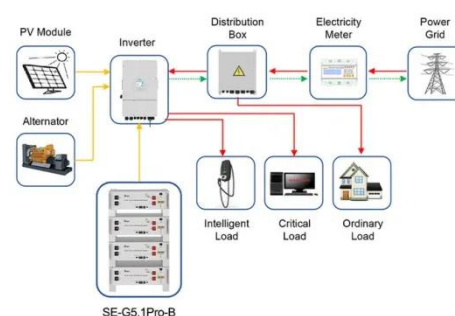 PV Module
Inverter
Distribution
Box
Electricity
Meter
Power
Grid
Alternator
Intelligent
Load
Critical
Load
Ordinary
Load
SE-G5.1Pro-B